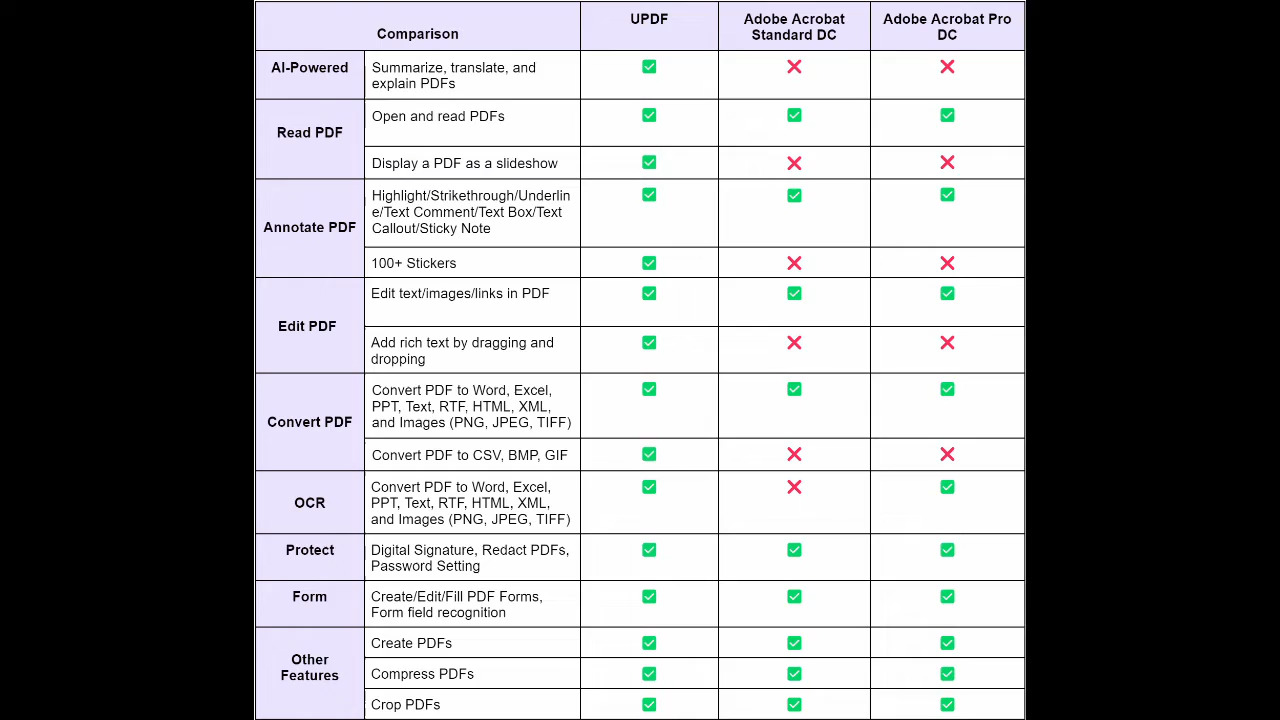 Comparison
UPDF
Adobe Acrobat
Standard DC
Adobe Acrobat Pro
DC
AI-Powered
Summarize, translate, and
explain PDFs
Read PDF
Open and read PDFs
Display a PDF as a slideshow
Annotate PDF
Highlight/Strikethrough/Underlin
e/Text Comment/Text Box/Text
Callout/Sticky Note
100+ Stickers
Edit PDF
Edit text/images/links in PDF
Add rich text by dragging and
dropping
Convert PDF
Convert PDF to Word, Excel,
PPT, Text, RTF, HTML, XML,
and Images (PNG, JPEG, TIFF)
Convert PDF to CSV, BMP, GIF
OCR
Convert PDF to Word, Excel,
PPT, Text, RTF, HTML, XML,
and Images (PNG, JPEG, TIFF)
Protect
Digital Signature, Redact PDFs,
Password Setting
Form
Create/Edit/Fill PDF Forms,
Form field recognition
Other
Features
Create PDFs
Compress PDFs
Crop PDFs